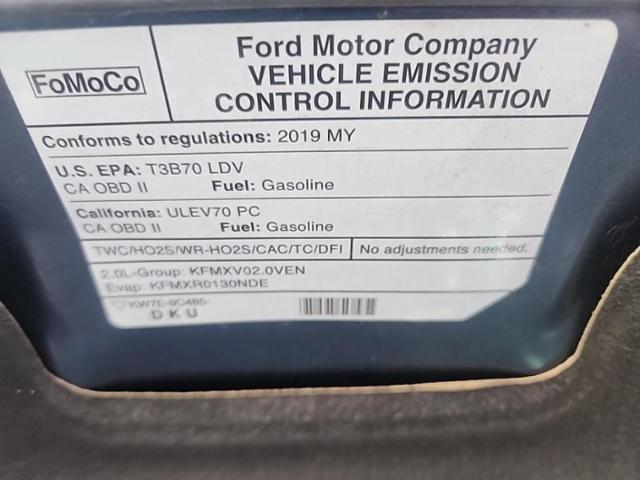 FoMoCo
Ford Motor Company
VEHICLE EMISSION
CONTROL INFORMATION
Conforms to regulations: 2019 MY
U.S. EPA: T3B70 LDV
CA OBD II Fuel: Gasoline
California: ULEV70 PC
CA OBD II Fuel: Gasoline
TWC/HO2S/WR-HO2S/CAC/TC/DFI No adjustments needed.
2.0L-Group: KFMXV02.0VEN
Evap: KFMXR0130NDE
KW7E-9C485-
DKU